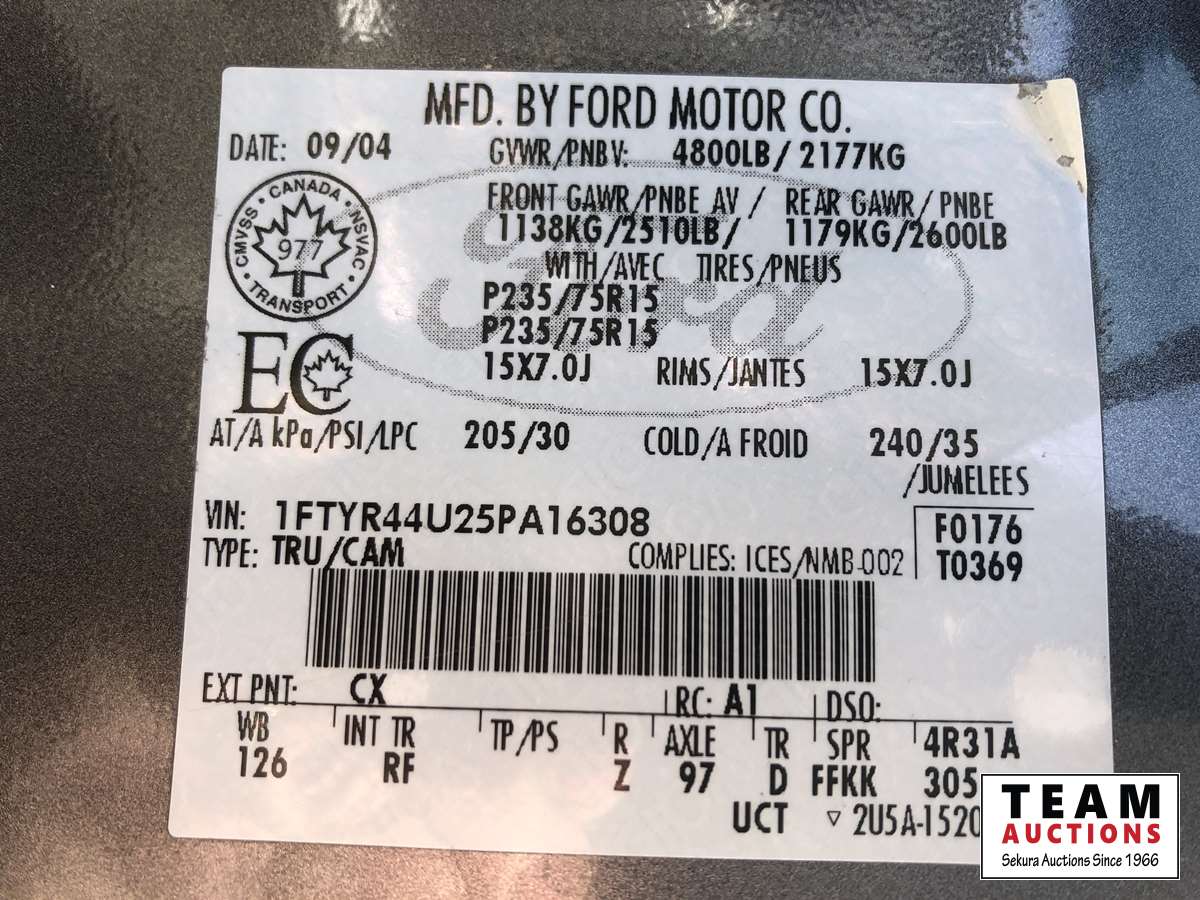 MFD. BY FORD MOTOR CO.
DATE: 09/04 GVWR/PNBV: 4800LB/2177KG
FRONT GAWR/PNBE AV/ REAR GAWR/PNBE
1138KG/2510LB/ 1179KG/2600LB
WITH/AVEC TIRES/PNEUS
P235/75R15
P235/75R15
15X7.0J RIMS/JANTES 15X7.0J
CANADA
CMVSS NSVAC
977
TRANSPORT
Ford
EC
AT/A kPa/PSI/LPC 205/30 COLD/A FROID 240/35
/JUMELEES
VIN: 1FTYR44U25PA16308 F0176
TYPE: TRU/CAM COMPLIES: ICES/NMB-002 T0369
EXT PNT: CX RC: A1 DSO:
WB INT TR TP/PS R AXLE TR SPR 4R31A
126 RF Z 97 D FFKK 305
UCT ▽ 2U5A-1520
TEAM
AUCTIONS
Sekura Auctions Since 1966